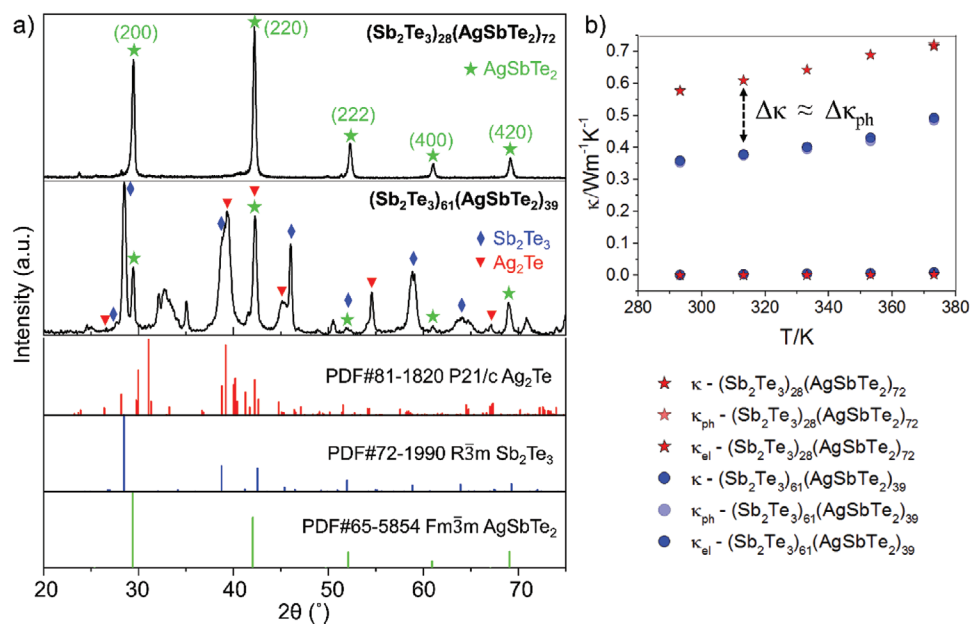 a)
(Sb₂Te₃)₂₈(AgSbTe₂)₇₂
(200)
(220)
★ AgSbTe₂
(222)
(400)
(420)
(Sb₂Te₃)₆₁(AgSbTe₂)₃₉
♦ Sb₂Te₃
▼ Ag₂Te
PDF#81-1820 P21/c Ag₂Te
PDF#72-1990 R3̅m Sb₂Te₃
PDF#65-5854 Fm3̅m AgSbTe₂
Intensity (a.u.)
20 30 40 50 60 70
2θ (°)
b)
0.7
0.6
0.5
0.4
0.3
0.2
0.1
0.0
κ/Wm⁻¹K⁻¹
Δκ ≈ Δκₚₕ
280 300 320 340 360 380
T/K
★ κ - (Sb₂Te₃)₂₈(AgSbTe₂)₇₂
★ κₚₕ - (Sb₂Te₃)₂₈(AgSbTe₂)₇₂
★ κₑₗ - (Sb₂Te₃)₂₈(AgSbTe₂)₇₂
● κ - (Sb₂Te₃)₆₁(AgSbTe₂)₃₉
● κₚₕ - (Sb₂Te₃)₆₁(AgSbTe₂)₃₉
● κₑₗ - (Sb₂Te₃)₆₁(AgSbTe₂)₃₉